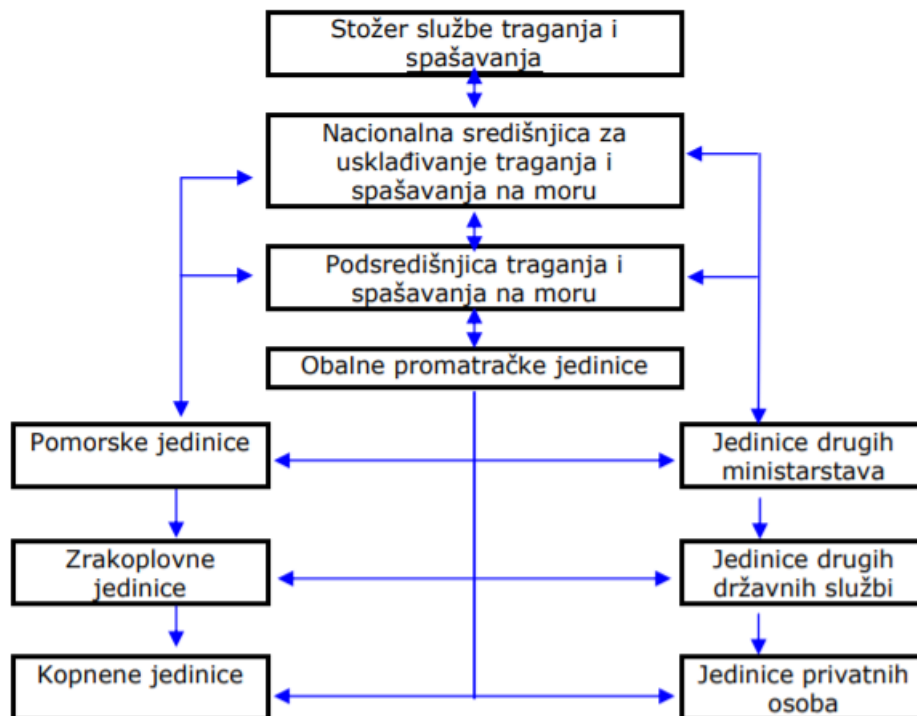 Stožer službe traganja i
spašavanja
Nacionalna središnjica za
usklađivanje traganja i
spašavanja na moru
Podsredišnjica traganja i
spašavanja na moru
Obalne promatračke jedinice
Pomorske jedinice
Jedinice drugih
ministarstava
Zrakoplovne
jedinice
Jedinice drugih
državnih službi
Kopnene jedinice
Jedinice privatnih
osoba